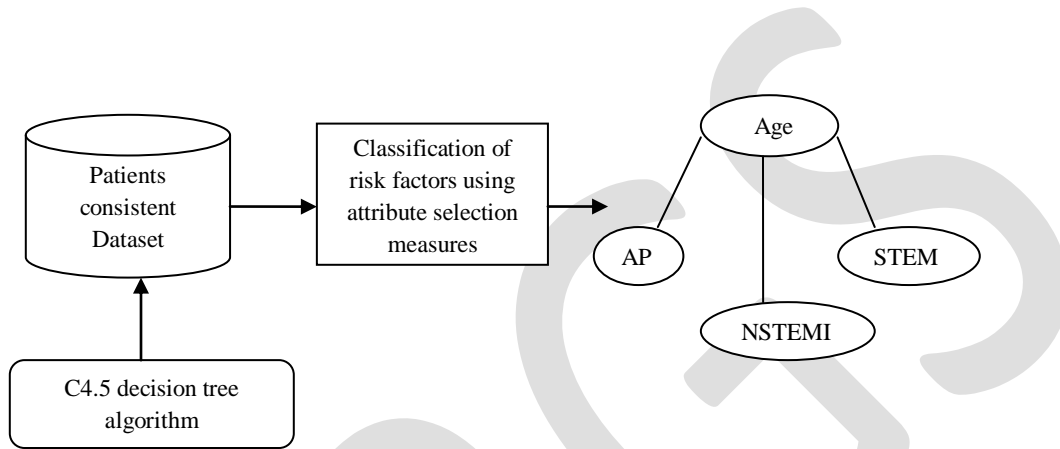 Patients
consistent
Dataset
Classification of
risk factors using
attribute selection
measures
Age
AP
STEM
NSTEMI
C4.5 decision tree
algorithm